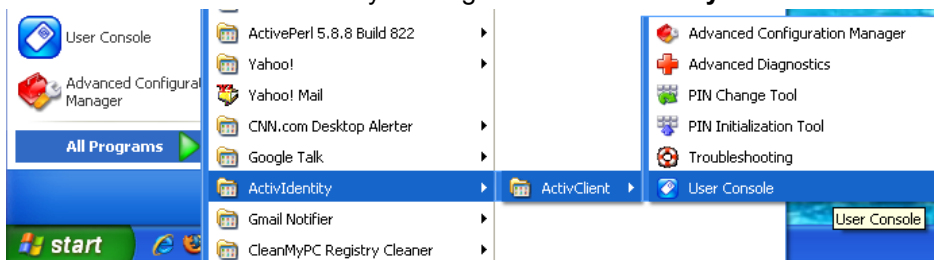 User Console
Advanced Configurat
Manager
All Programs
start
ActivePerl 5.8.8 Build 822
Yahoo!
Yahoo! Mail
CNN.com Desktop Alerter
Google Talk
ActivIdentity
Gmail Notifier
CleanMyPC Registry Cleaner
ActivClient
Advanced Configuration Manager
Advanced Diagnostics
PIN Change Tool
PIN Initialization Tool
Troubleshooting
User Console
User Console